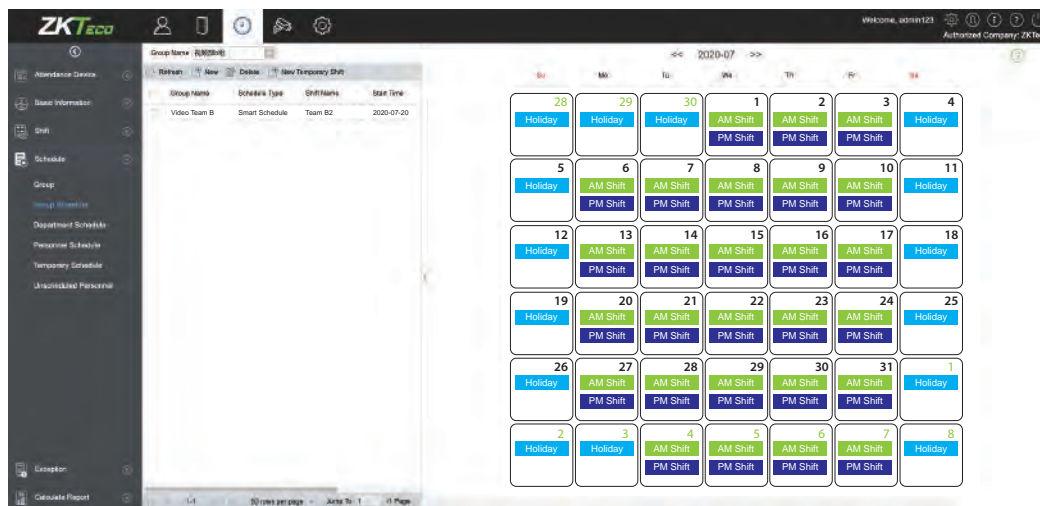 ZKTeco
Welcome, admin123
Authorized Company: ZKTe
Group Name
Refresh New Delete New Temporary Shift
Group Name Schedule Type Shift Name Start Time
Video Team B Smart Schedule Team B2 2020-07-20
Attendance Device
Basic Information
Shift
Schedule
Group
Group Schedule
Department Schedule
Personnel Schedule
Temporary Schedule
Unscheduled Personnel
Exception
Calculate Report
1-1 50 rows per page Jump To 1 /1 Page
<< 2020-07 >>
Su Mo Tu We Th Fr Sa
28 29 30 1 2 3 4
Holiday Holiday Holiday AM Shift AM Shift AM Shift Holiday
PM Shift PM Shift PM Shift
5 6 7 8 9 10 11
Holiday AM Shift AM Shift AM Shift AM Shift AM Shift Holiday
PM Shift PM Shift PM Shift PM Shift PM Shift
12 13 14 15 16 17 18
Holiday AM Shift AM Shift AM Shift AM Shift AM Shift Holiday
PM Shift PM Shift PM Shift PM Shift PM Shift
19 20 21 22 23 24 25
Holiday AM Shift AM Shift AM Shift AM Shift AM Shift Holiday
PM Shift PM Shift PM Shift PM Shift PM Shift
26 27 28 29 30 31 1
Holiday AM Shift AM Shift AM Shift AM Shift AM Shift Holiday
PM Shift PM Shift PM Shift PM Shift PM Shift
2 3 4 5 6 7 8
Holiday Holiday AM Shift AM Shift AM Shift AM Shift Holiday
PM Shift PM Shift PM Shift PM Shift